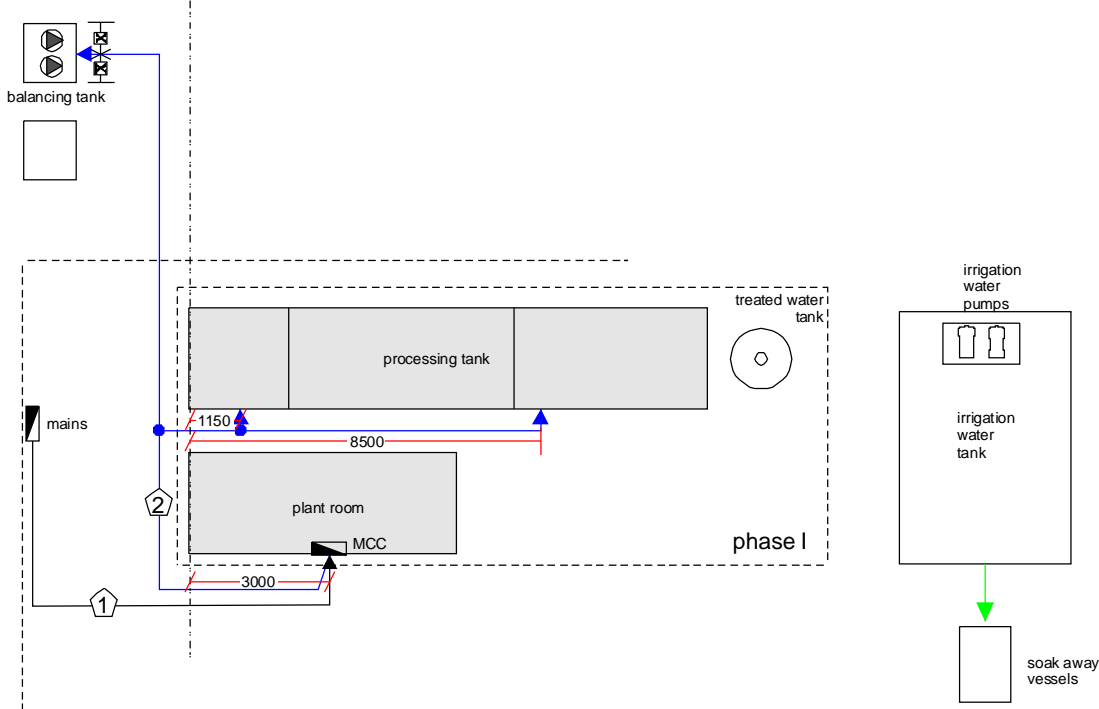 balancing tank
irrigation
water
pumps
treated water
tank
processing tank
1150
mains
8500
irrigation
water
tank
2
plant room
MCC
phase I
3000
1
soak away
vessels